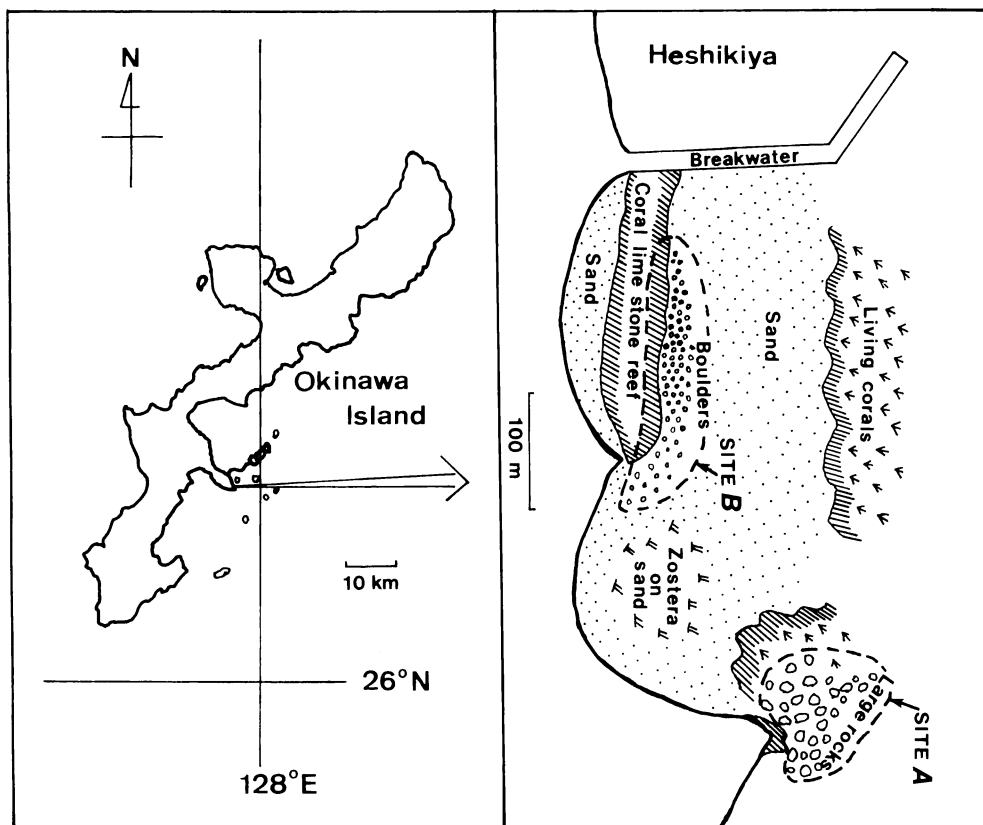 N
Okinawa
Island
10 km
26°N
128°E
Heshikiya
Breakwater
Sand
Coral lime stone reef
Boulders
SITE B
Sand
Living corals
100 m
Zostera
on
sand
Large rocks
SITE A